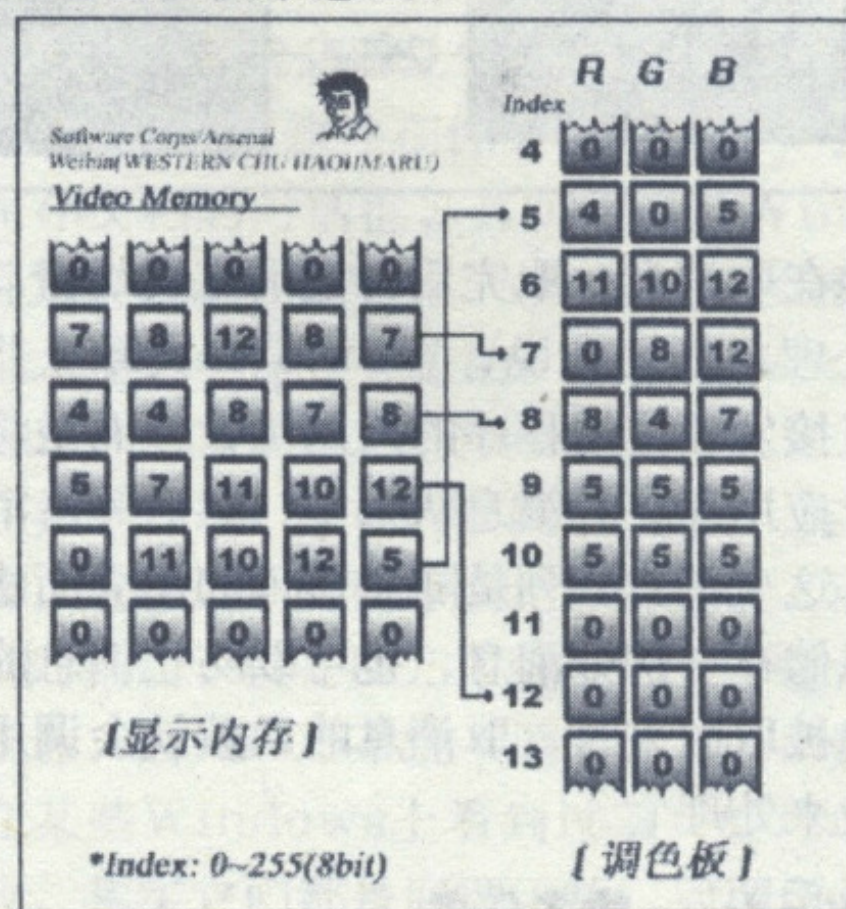 R G B
Index
Software Corps/Arsenal
Weibin(WESTERN CHU HAOHMARU)
Video Memory
0 0 0 0 0
7 8 12 8 7
4 4 8 7 8
5 7 11 10 12
0 11 10 12 5
0 0 0 0 0
[显示内存]
*Index: 0~255(8bit)
4 0 0 0
5 4 0 5
6 11 10 12
7 0 8 12
8 8 4 7
9 5 5 5
10 5 5 5
11 0 0 0
12 0 0 0
13 0 0 0
[调色板]